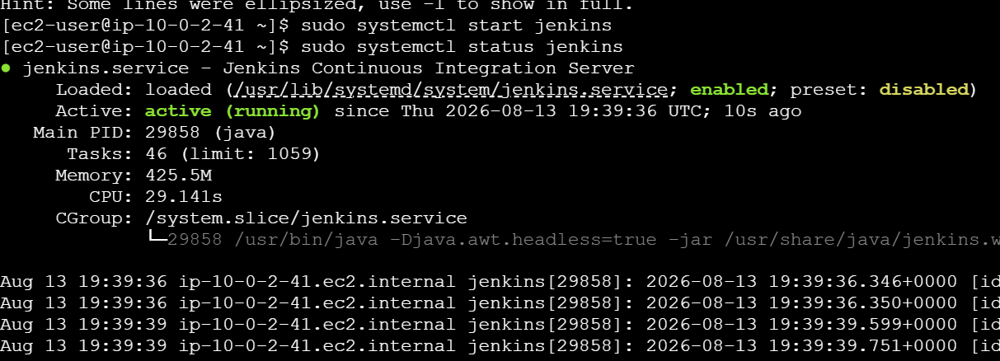 Hint: Some lines were ellipsized, use -l to show in full.
[ec2-user@ip-10-0-2-41 ~]$ sudo systemctl start jenkins
[ec2-user@ip-10-0-2-41 ~]$ sudo systemctl status jenkins
● jenkins.service - Jenkins Continuous Integration Server
     Loaded: loaded (/usr/lib/systemd/system/jenkins.service; enabled; preset: disabled)
     Active: active (running) since Thu 2026-08-13 19:39:36 UTC; 10s ago
   Main PID: 29858 (java)
      Tasks: 46 (limit: 1059)
     Memory: 425.5M
        CPU: 29.141s
     CGroup: /system.slice/jenkins.service
             └─29858 /usr/bin/java -Djava.awt.headless=true -jar /usr/share/java/jenkins.w
Aug 13 19:39:36 ip-10-0-2-41.ec2.internal jenkins[29858]: 2026-08-13 19:39:36.346+0000 [id
Aug 13 19:39:36 ip-10-0-2-41.ec2.internal jenkins[29858]: 2026-08-13 19:39:36.350+0000 [id
Aug 13 19:39:39 ip-10-0-2-41.ec2.internal jenkins[29858]: 2026-08-13 19:39:39.599+0000 [id
Aug 13 19:39:39 ip-10-0-2-41.ec2.internal jenkins[29858]: 2026-08-13 19:39:39.751+0000 [id